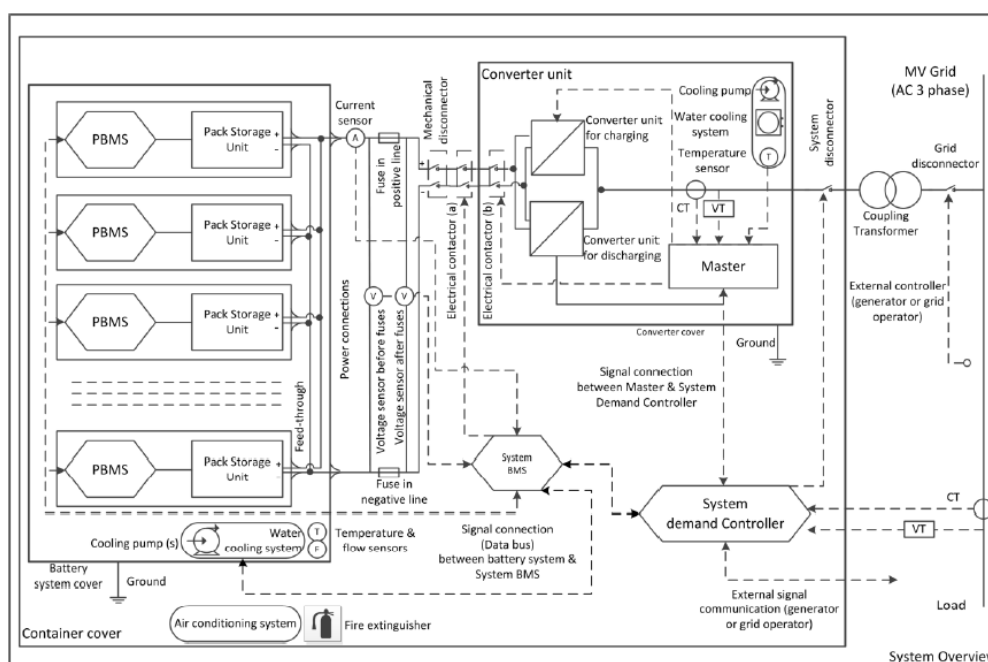 PBMS
Pack Storage
Unit
+
-
PBMS
Pack Storage
Unit
+
-
PBMS
Pack Storage
Unit
+
-
PBMS
Pack Storage
Unit
+
Feed-through
Cooling pump (s)
Water
cooling system
T
F
Temperature &
flow sensors
Battery
system cover
Ground
Container cover
Air conditioning system
Fire extinguisher
Current
sensor
A
Power connections
Fuse in
positive line
V
V
Voltage sensor before fuses
Voltage sensor after fuses
Fuse in
negative line
Mechanical
disconnector
+
-
Electrical contactor (a)
Electrical contactor (b)
Converter unit
Converter unit
for charging
Converter unit
for discharging
Cooling pump
Water cooling
system
Temperature
sensor
T
CT
VT
Master
Converter cover
Ground
Signal connection
between Master & System
Demand Controller
System
BMS
Signal connection
(Data bus)
between battery system &
System BMS
System
demand Controller
External signal
communication (generator
or grid operator)
System
disconnector
MV Grid
(AC 3 phase)
Grid
disconnector
Coupling
Transformer
External controller
(generator or grid
operator)
CT
VT
Load
System Overview